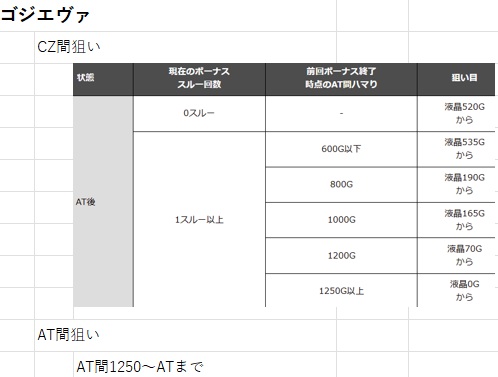 ゴジエヴァ
CZ間狙い
状態 現在のボーナス
スルー回数 前回ボーナス終了
時点のAT間ハマり 狙い目
AT後
0スルー - 液晶520G
から
1スルー以上
600G以下 液晶535G
から
800G 液晶190G
から
1000G 液晶165G
から
1200G 液晶70G
から
1250G以上 液晶0G
から
AT間狙い
AT間1250～ATまで